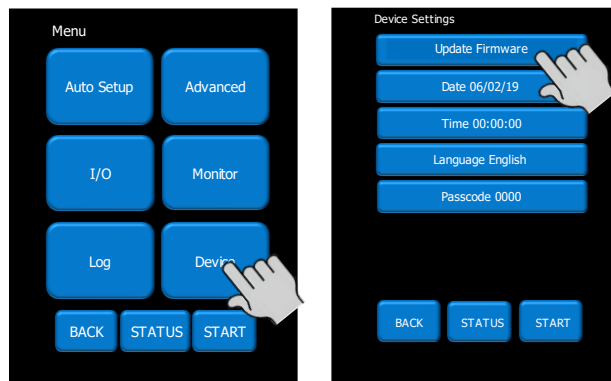 Menu
Auto Setup
Advanced
I/O
Monitor
Log
Device
BACK
STATUS
START
Device Settings
Update Firmware
Date 06/02/19
Time 00:00:00
Language English
Passcode 0000
BACK
STATUS
START